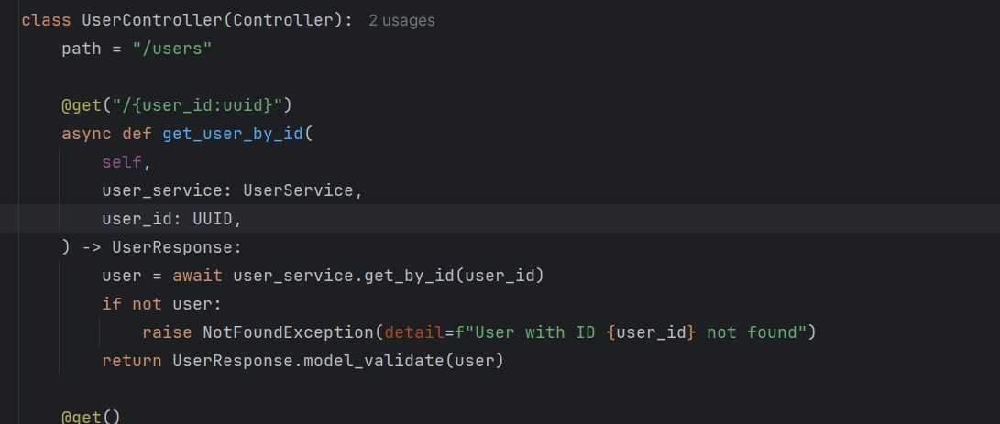 class UserController(Controller): 2 usages
    path = "/users"

    @get("/{user_id:uuid}")
    async def get_user_by_id(
        self,
        user_service: UserService,
        user_id: UUID,
    ) -> UserResponse:
        user = await user_service.get_by_id(user_id)
        if not user:
            raise NotFoundException(detail=f"User with ID {user_id} not found")
        return UserResponse.model_validate(user)

    @get()